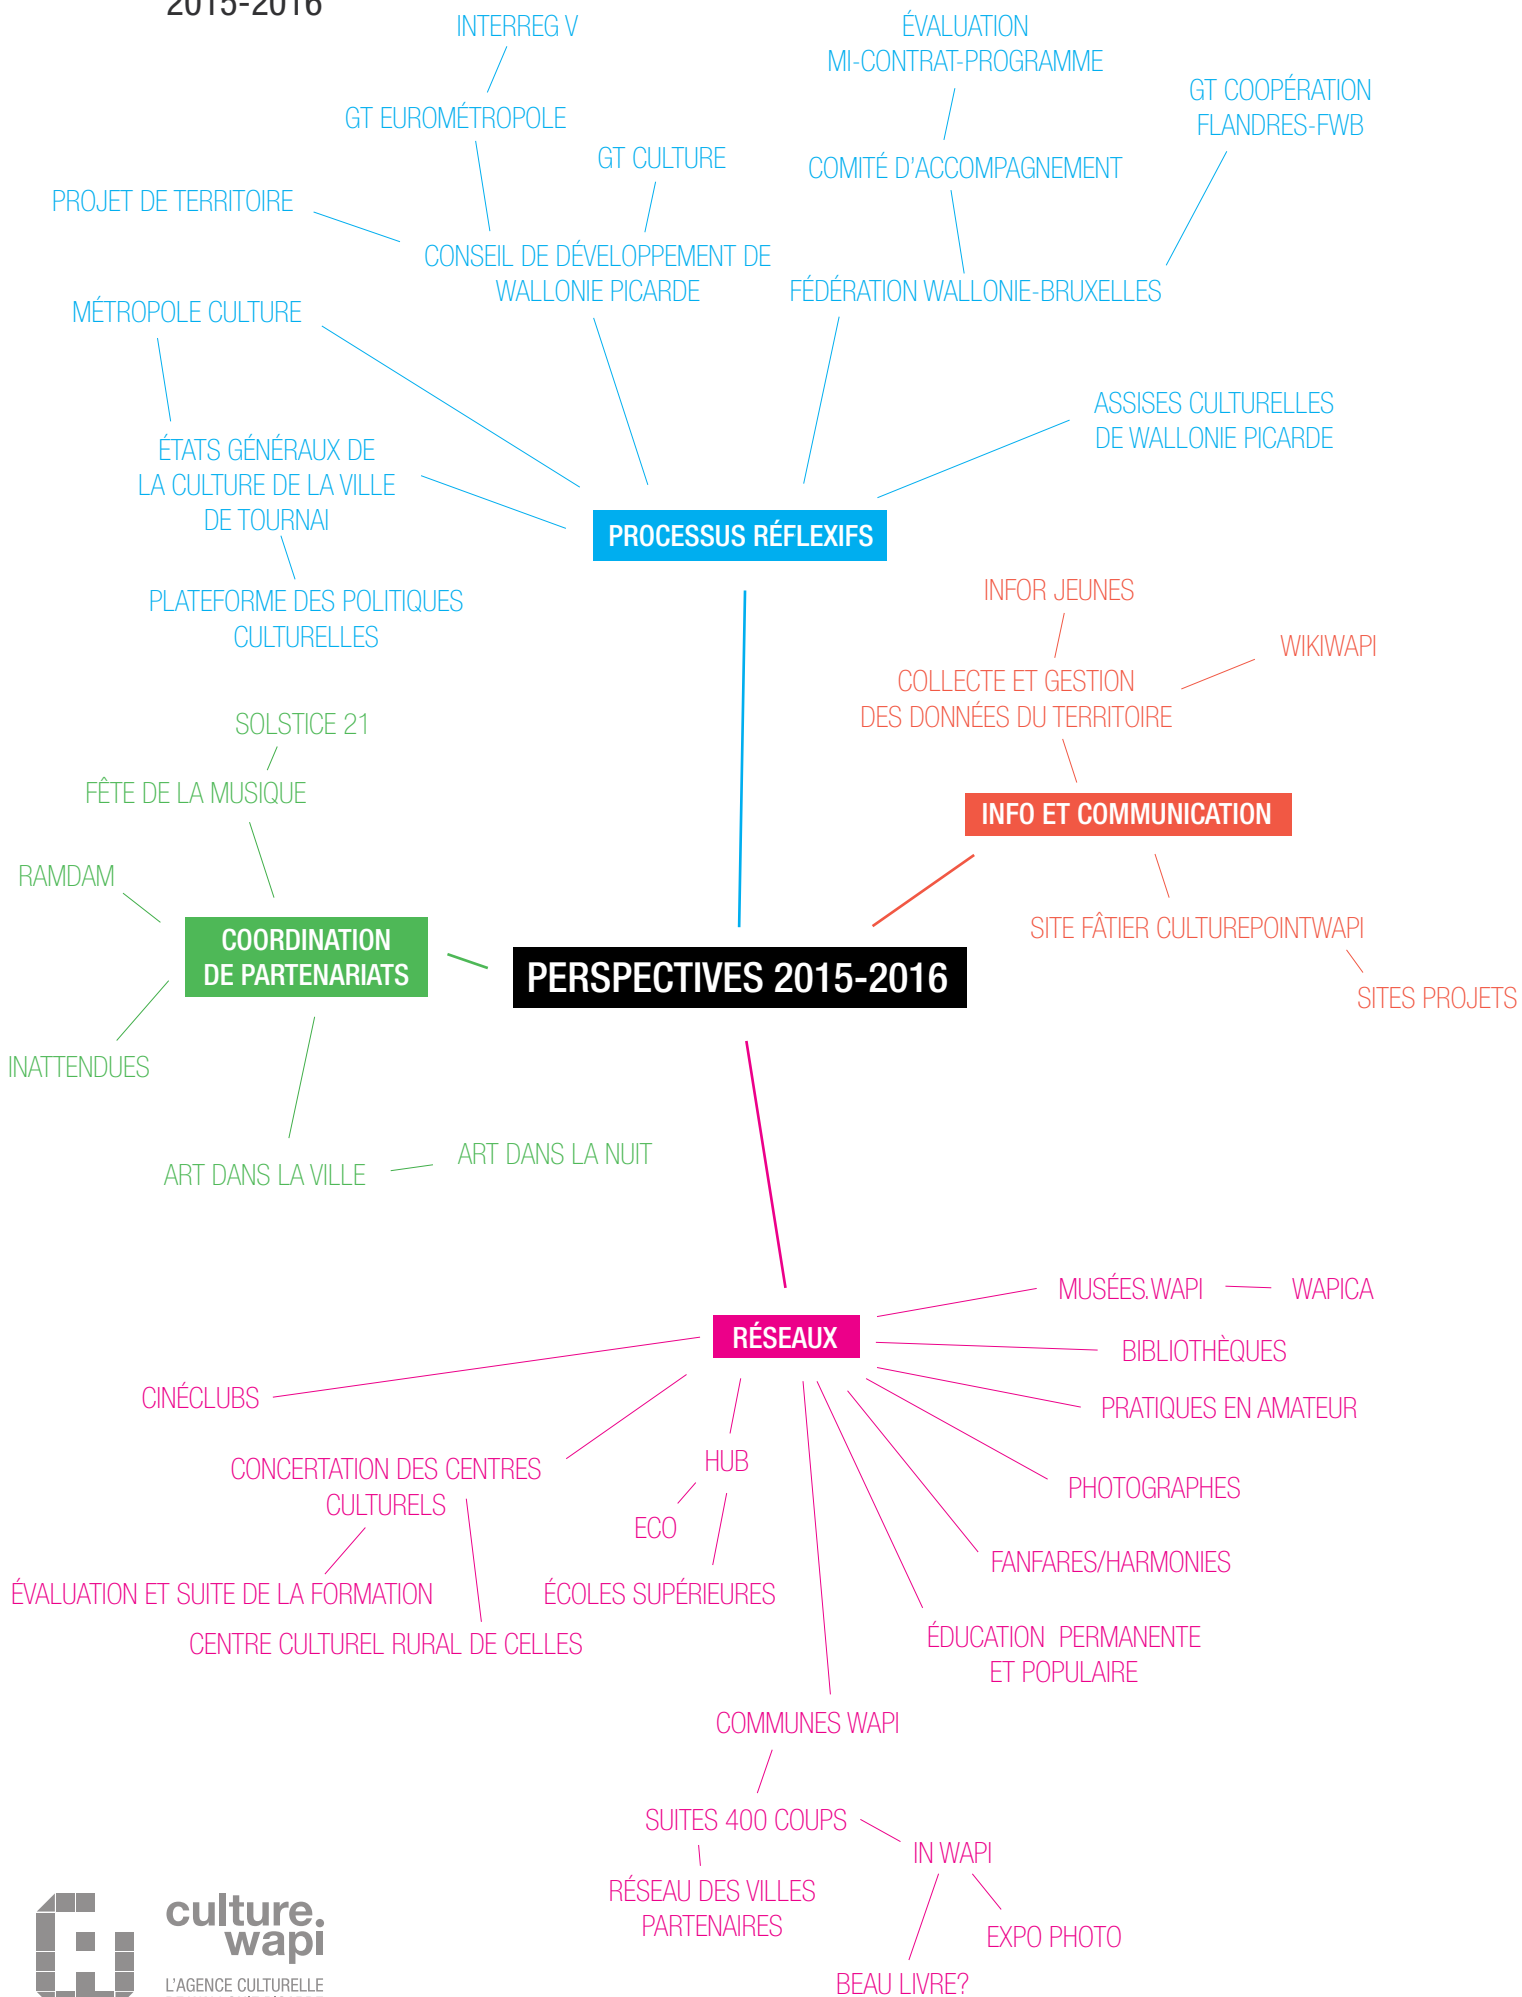 2015-2016
INTERREG V
ÉVALUATION
MI-CONTRAT-PROGRAMME
GT COOPÉRATION
FLANDRES-FWB
GT EUROMÉTROPOLE
GT CULTURE
COMITÉ D'ACCOMPAGNEMENT
PROJET DE TERRITOIRE
CONSEIL DE DÉVELOPPEMENT DE
WALLONIE PICARDE
FÉDÉRATION WALLONIE-BRUXELLES
MÉTROPOLE CULTURE
ASSISES CULTURELLES
DE WALLONIE PICARDE
ÉTATS GÉNÉRAUX DE
LA CULTURE DE LA VILLE
DE TOURNAI
PROCESSUS RÉFLEXIFS
PLATEFORME DES POLITIQUES
CULTURELLES
INFOR JEUNES
WIKIWAPI
COLLECTE ET GESTION
DES DONNÉES DU TERRITOIRE
SOLSTICE 21
FÊTE DE LA MUSIQUE
INFO ET COMMUNICATION
RAMDAM
COORDINATION
DE PARTENARIATS
SITE FÂTIER CULTUREPOINTWAPI
SITES PROJETS
PERSPECTIVES 2015-2016
INATTENDUES
ART DANS LA VILLE
ART DANS LA NUIT
MUSÉES.WAPI
WAPICA
RÉSEAUX
BIBLIOTHÈQUES
CINÉCLUBS
PRATIQUES EN AMATEUR
CONCERTATION DES CENTRES
CULTURELS
HUB
PHOTOGRAPHES
ECO
FANFARES/HARMONIES
ÉVALUATION ET SUITE DE LA FORMATION
ÉCOLES SUPÉRIEURES
CENTRE CULTUREL RURAL DE CELLES
ÉDUCATION PERMANENTE
ET POPULAIRE
COMMUNES WAPI
SUITES 400 COUPS
IN WAPI
RÉSEAU DES VILLES
PARTENAIRES
EXPO PHOTO
BEAU LIVRE?
culture.
wapi
L'AGENCE CULTURELLE